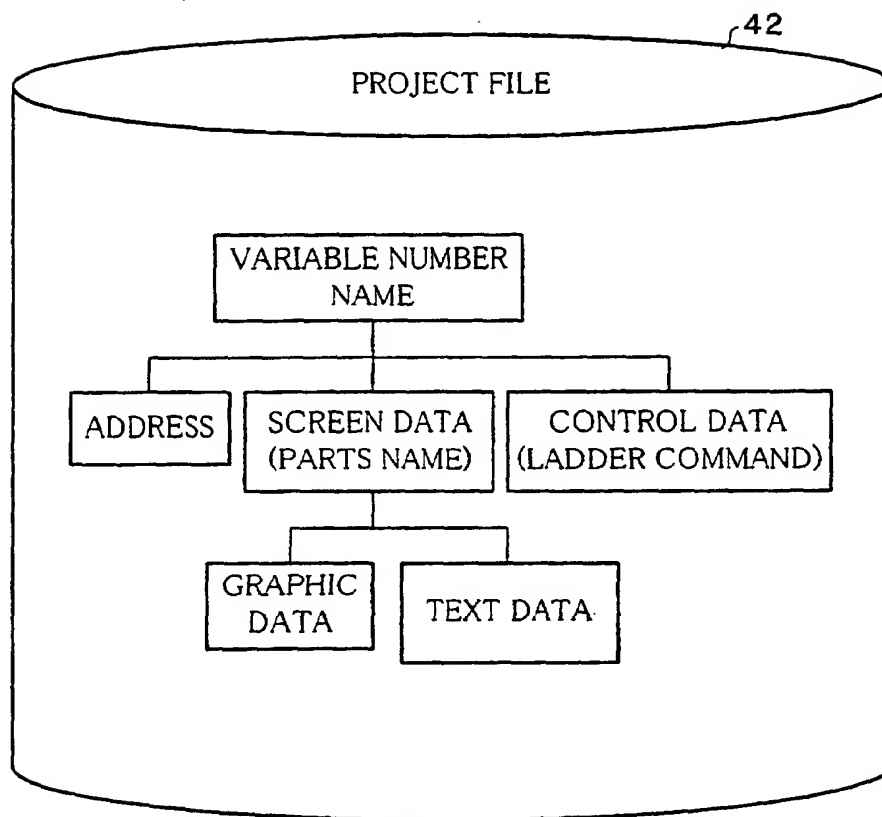 42
PROJECT FILE
VARIABLE NUMBER
NAME
ADDRESS
SCREEN DATA
(PARTS NAME)
CONTROL DATA
(LADDER COMMAND)
GRAPHIC
DATA
TEXT DATA